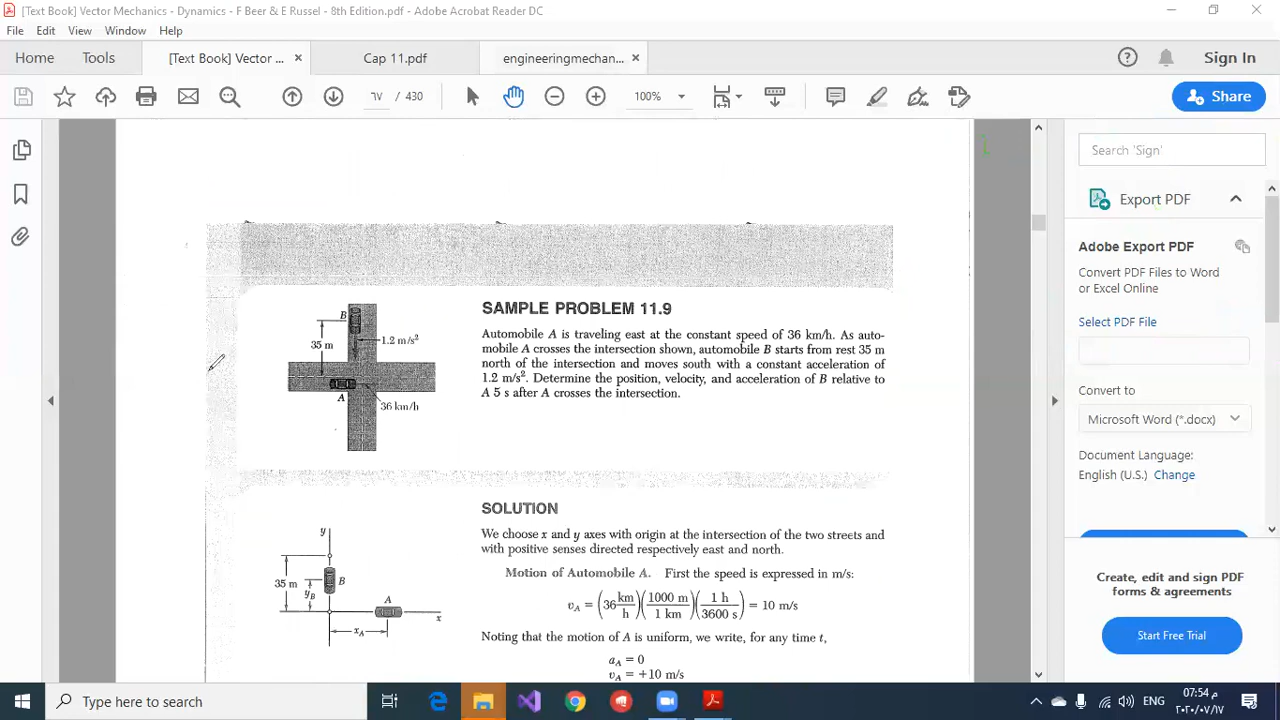 [Text Book] Vector Mechanics - Dynamics - F Beer & E Russel - 8th Edition.pdf - Adobe Acrobat Reader DC
File Edit View Window Help
Home Tools [Text Book] Vector ... Cap 11.pdf engineeringmechan... Sign In
٦٧ / 430 100% Share
Search 'Sign'
Export PDF
Adobe Export PDF
Convert PDF Files to Word
or Excel Online
Select PDF File
Convert to
Microsoft Word (*.docx)
Document Language:
English (U.S.) Change
Create, edit and sign PDF
forms & agreements
Start Free Trial
SAMPLE PROBLEM 11.9
Automobile A is traveling east at the constant speed of 36 km/h. As auto-
mobile A crosses the intersection shown, automobile B starts from rest 35 m
north of the intersection and moves south with a constant acceleration of
1.2 m/s². Determine the position, velocity, and acceleration of B relative to
A 5 s after A crosses the intersection.
B
35 m
1.2 m/s²
A
36 km/h
SOLUTION
We choose x and y axes with origin at the intersection of the two streets and
with positive senses directed respectively east and north.
Motion of Automobile A. First the speed is expressed in m/s:
v_A = (36 km/h)(1000 m/1 km)(1 h/3600 s) = 10 m/s
Noting that the motion of A is uniform, we write, for any time t,
a_A = 0
v_A = +10 m/s
y
35 m
B
y_B
A
x
x_A
Type here to search
ENG
07:54 م
٢٠٢٠/٠٧/١٧